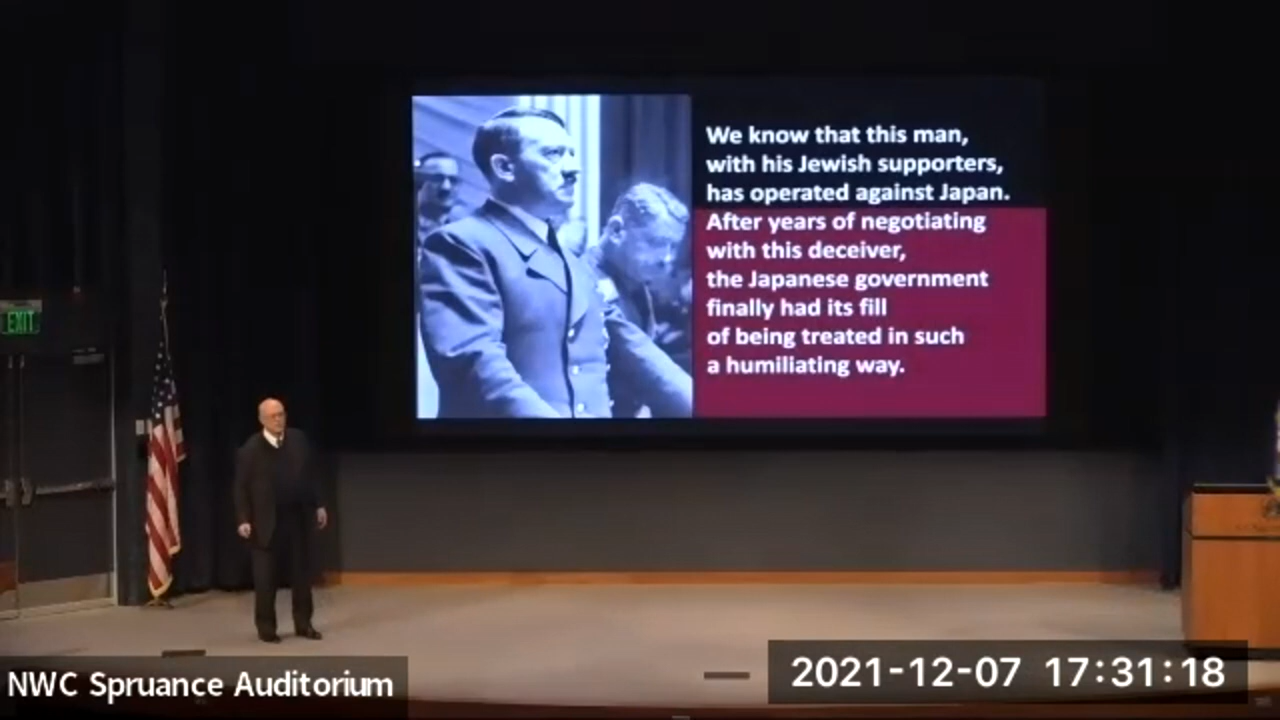 We know that this man,
with his Jewish supporters,
has operated against Japan.
After years of negotiating
with this deceiver,
the Japanese government
finally had its fill
of being treated in such
a humiliating way.
EXIT
NWC Spruance Auditorium
2021-12-07 17:31:18